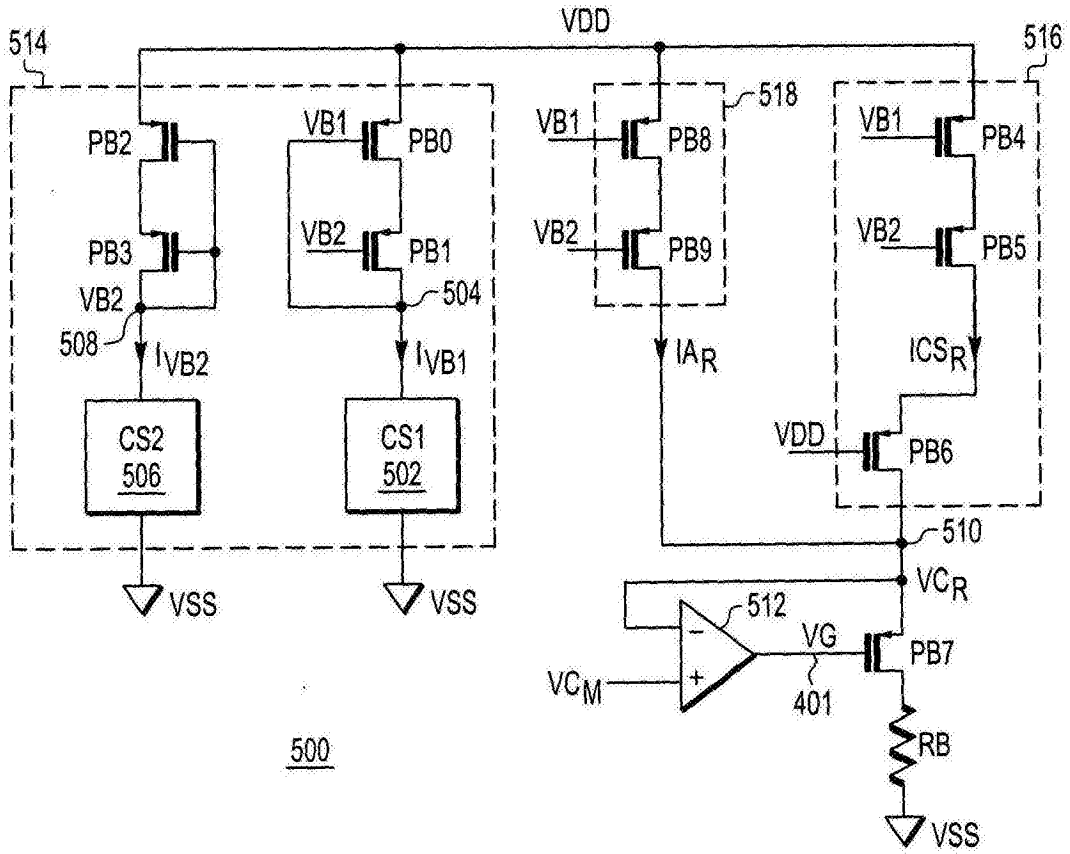 VDD
514
516
518
PB2
VB1
PB0
VB1
PB8
VB1
PB4
PB3
VB2
PB1
VB2
PB9
VB2
PB5
VB2
508
504
IVB2
IVB1
IAR
ICSR
CS2
506
CS1
502
VDD
PB6
510
VSS
VSS
VCR
512
−
+
VG
401
PB7
VCM
RB
500
VSS